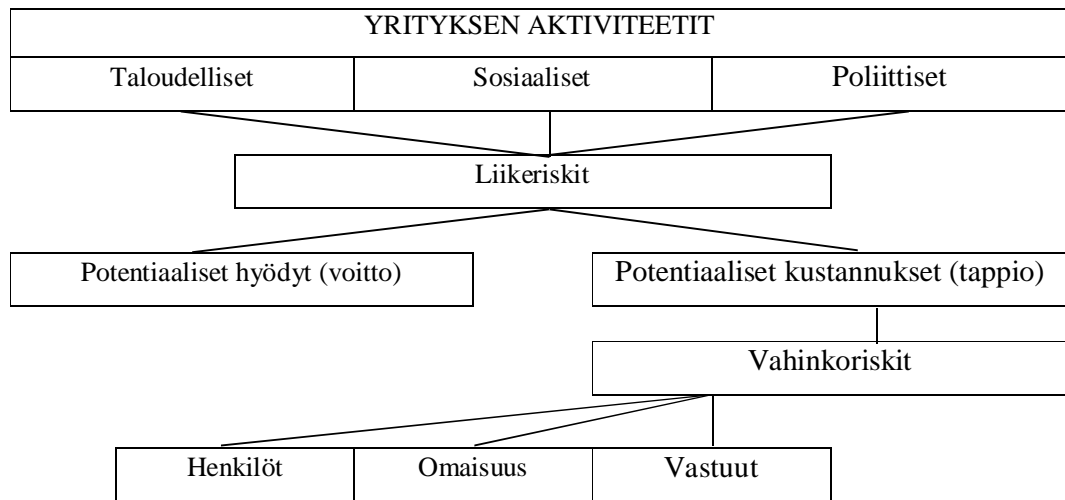 YRITYKSEN AKTIVITEETIT
Taloudelliset
Sosiaaliset
Poliittiset
Liikeriskit
Potentiaaliset hyödyt (voitto)
Potentiaaliset kustannukset (tappio)
Vahinkoriskit
Henkilöt
Omaisuus
Vastuut